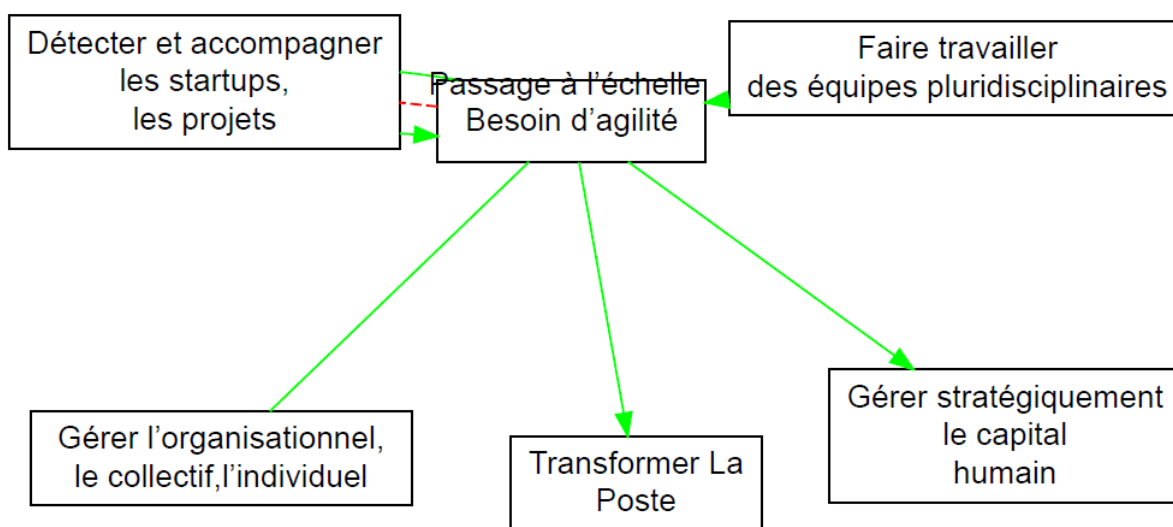 Détecter et accompagner
les startups,
les projets
Passage à l'échelle
Besoin d'agilité
Faire travailler
des équipes pluridisciplinaires
Gérer l'organisationnel,
le collectif,l'individuel
Transformer La
Poste
Gérer stratégiquement
le capital
humain